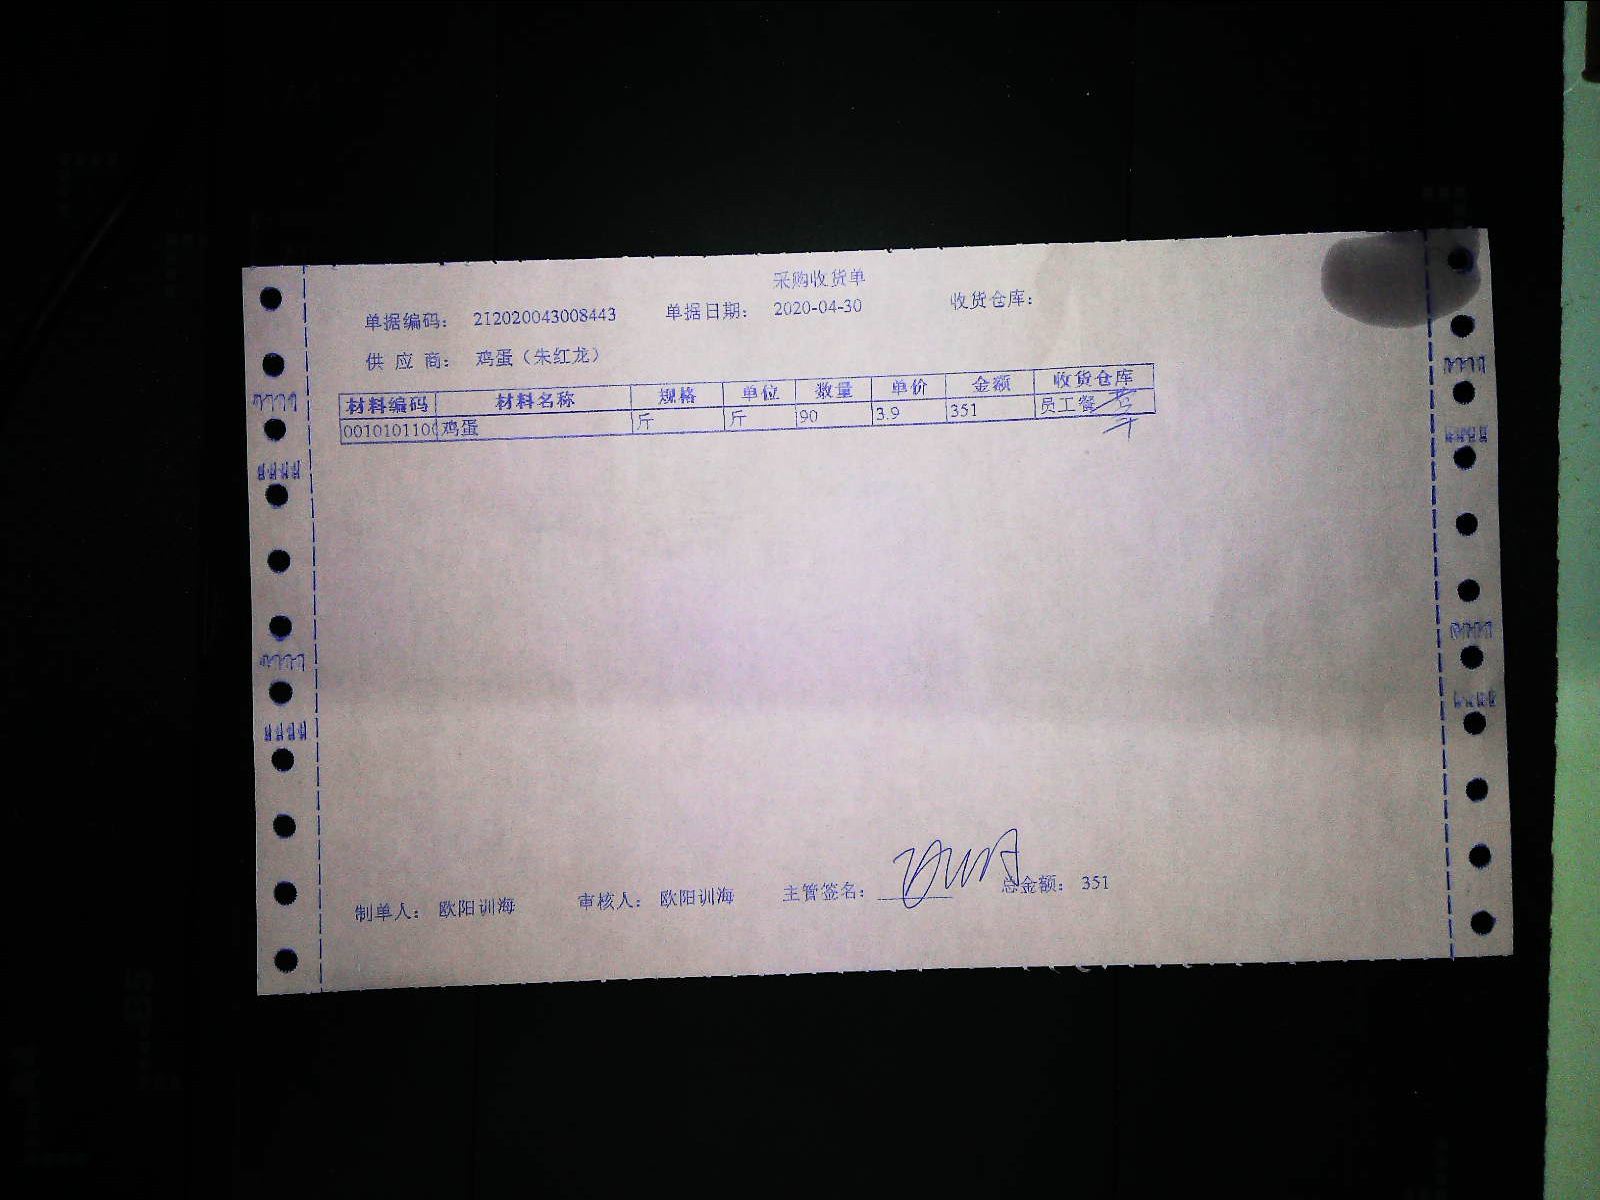 采购收货单
单据编码： 212020043008443 单据日期： 2020-04-30 收货仓库：
供 应 商： 鸡蛋（朱红龙）
材料编码 材料名称 规格 单位 数量 单价 金额 收货仓库
0010101100 鸡蛋 斤 斤 90 3.9 351 员工餐
制单人： 欧阳训海 审核人： 欧阳训海 主管签名： 总金额： 351